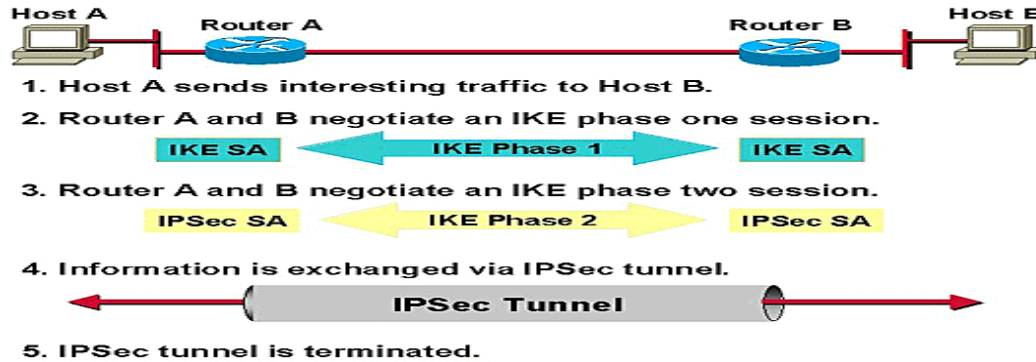 Host A
Router A
Router B
Host B
1. Host A sends interesting traffic to Host B.
2. Router A and B negotiate an IKE phase one session.
IKE SA
IKE Phase 1
IKE SA
3. Router A and B negotiate an IKE phase two session.
IPSec SA
IKE Phase 2
IPSec SA
4. Information is exchanged via IPSec tunnel.
IPSec Tunnel
5. IPSec tunnel is terminated.